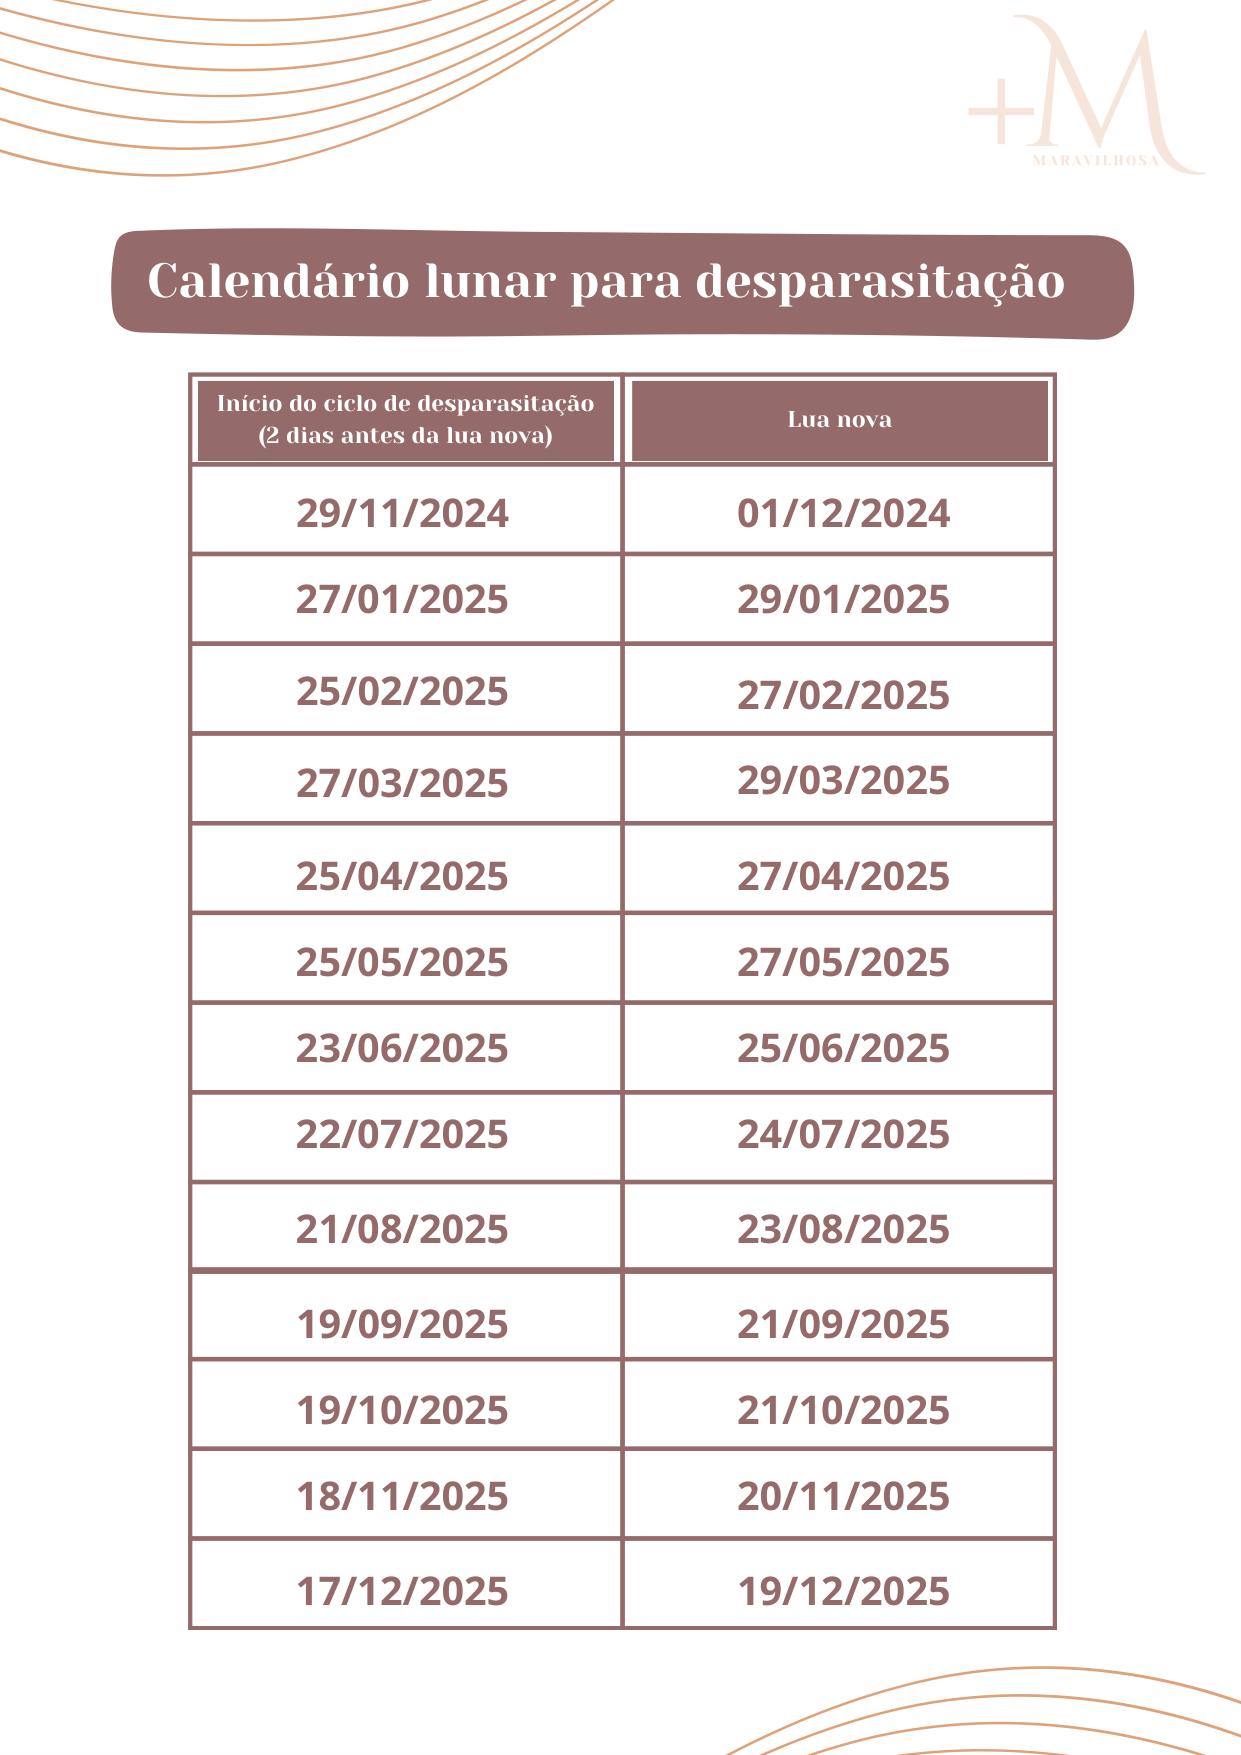 +M
MARAVILHOSA
Calendário lunar para desparasitação
Início do ciclo de desparasitação
(2 dias antes da lua nova)
Lua nova
29/11/2024 01/12/2024
27/01/2025 29/01/2025
25/02/2025 27/02/2025
27/03/2025 29/03/2025
25/04/2025 27/04/2025
25/05/2025 27/05/2025
23/06/2025 25/06/2025
22/07/2025 24/07/2025
21/08/2025 23/08/2025
19/09/2025 21/09/2025
19/10/2025 21/10/2025
18/11/2025 20/11/2025
17/12/2025 19/12/2025